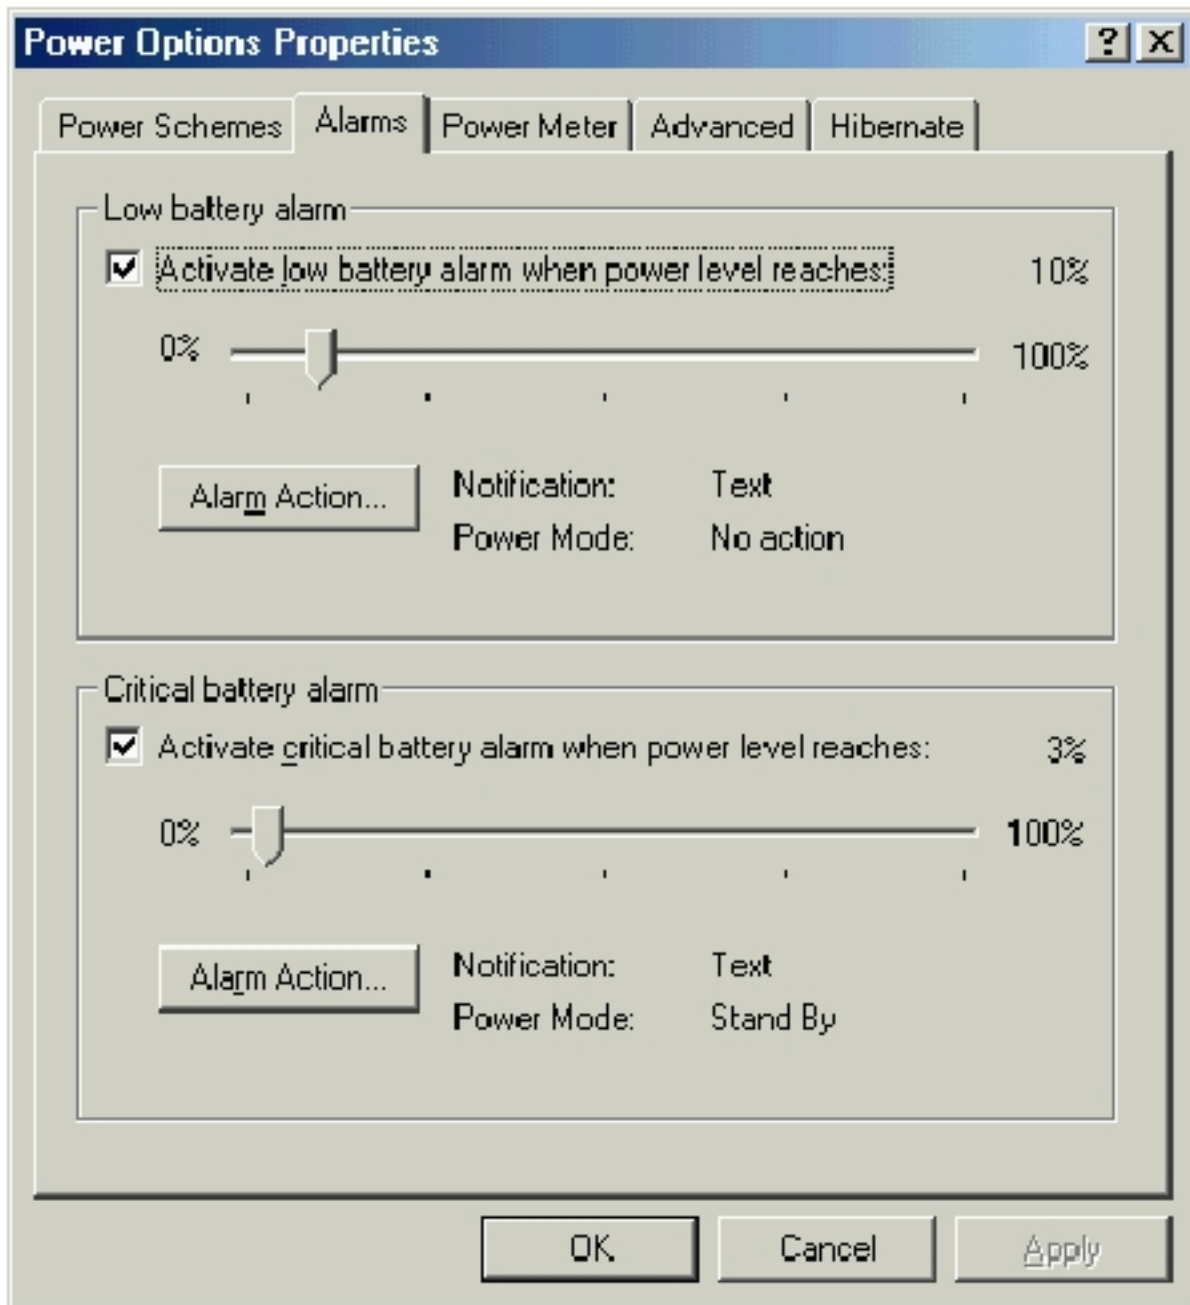 Power Options Properties
Power Schemes Alarms Power Meter Advanced Hibernate
Low battery alarm
Activate low battery alarm when power level reaches: 10%
0% 100%
Alarm Action... Notification: Text
Power Mode: No action
Critical battery alarm
Activate critical battery alarm when power level reaches: 3%
0% 100%
Alarm Action... Notification: Text
Power Mode: Stand By
OK Cancel Apply